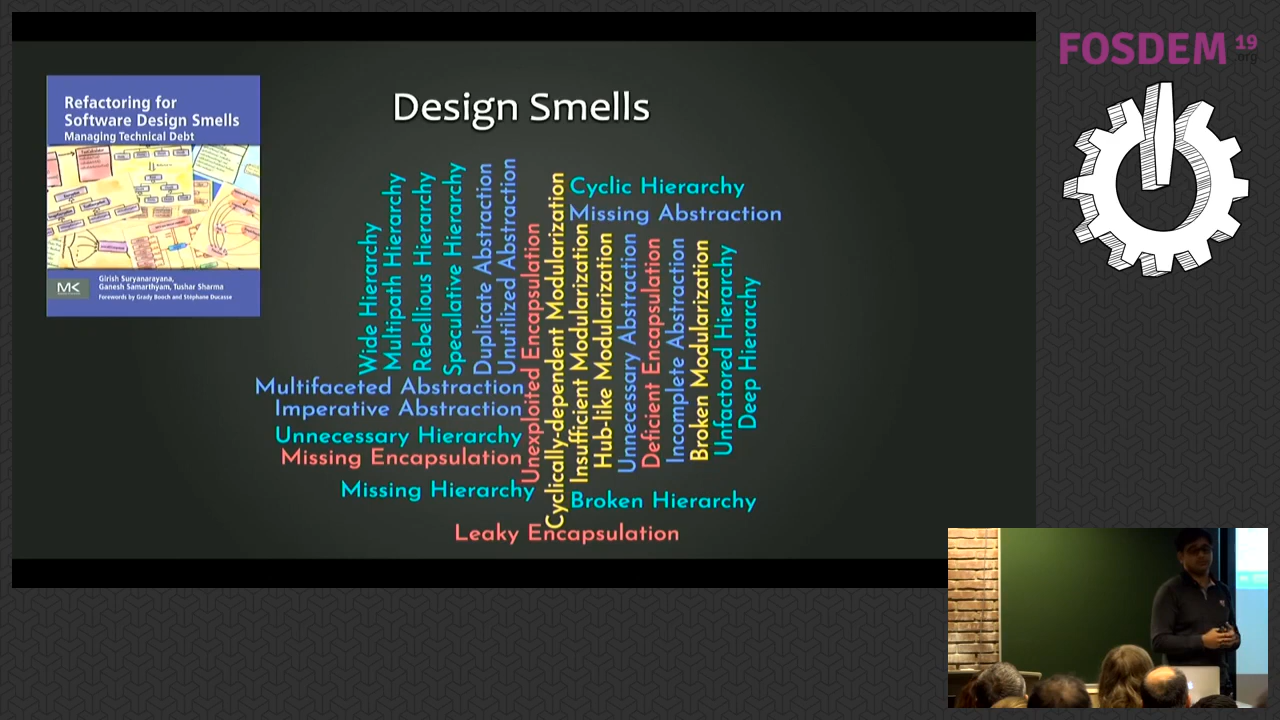 FOSDEM 19
.org
Refactoring for
Software Design Smells
Managing Technical Debt
MK
Girish Suryanarayana,
Ganesh Samarthyam, Tushar Sharma
Forewords by Grady Booch and Stéphane Ducasse
Design Smells
Wide Hierarchy
Multipath Hierarchy
Rebellious Hierarchy
Speculative Hierarchy
Duplicate Abstraction
Unutilized Abstraction
Unexploited Encapsulation
Cyclically-dependent Modularization
Cyclic Hierarchy
Missing Abstraction
Insufficient Modularization
Hub-like Modularization
Unnecessary Abstraction
Deficient Encapsulation
Incomplete Abstraction
Broken Modularization
Unfactored Hierarchy
Deep Hierarchy
Multifaceted Abstraction
Imperative Abstraction
Unnecessary Hierarchy
Missing Encapsulation
Missing Hierarchy
Broken Hierarchy
Leaky Encapsulation